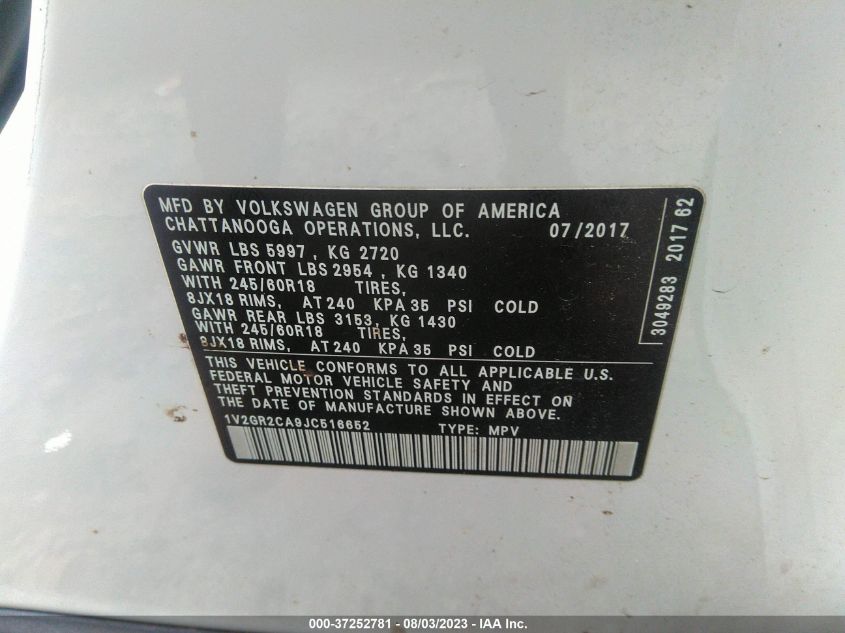 MFD BY VOLKSWAGEN GROUP OF AMERICA
CHATTANOOGA OPERATIONS, LLC. 07/2017
GVWR LBS 5997 , KG 2720
GAWR FRONT LBS 2954 , KG 1340
WITH 245/60R18 TIRES,
8JX18 RIMS, AT 240 KPA 35 PSI COLD
GAWR REAR LBS 3153, KG 1430
WITH 245/60R18 TIRES,
8JX18 RIMS, AT 240 KPA 35 PSI COLD
THIS VEHICLE CONFORMS TO ALL APPLICABLE U.S.
FEDERAL MOTOR VEHICLE SAFETY AND
THEFT PREVENTION STANDARDS IN EFFECT ON
THE DATE OF MANUFACTURE SHOWN ABOVE.
1V2GR2CA9JC516652 TYPE: MPV
3049283 2017 62
000-37252781 - 08/03/2023 - IAA Inc.